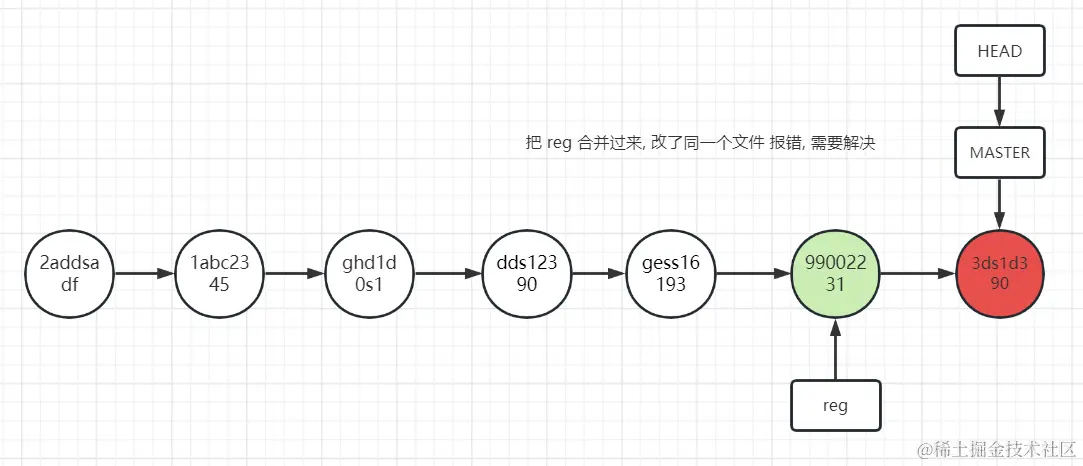 HEAD
把 reg 合并过来, 改了同一个文件 报错, 需要解决
MASTER
2addsa
df
1abc23
45
ghd1d
0s1
dds123
90
gess16
193
990022
31
3ds1d3
90
reg
@稀土掘金技术社区